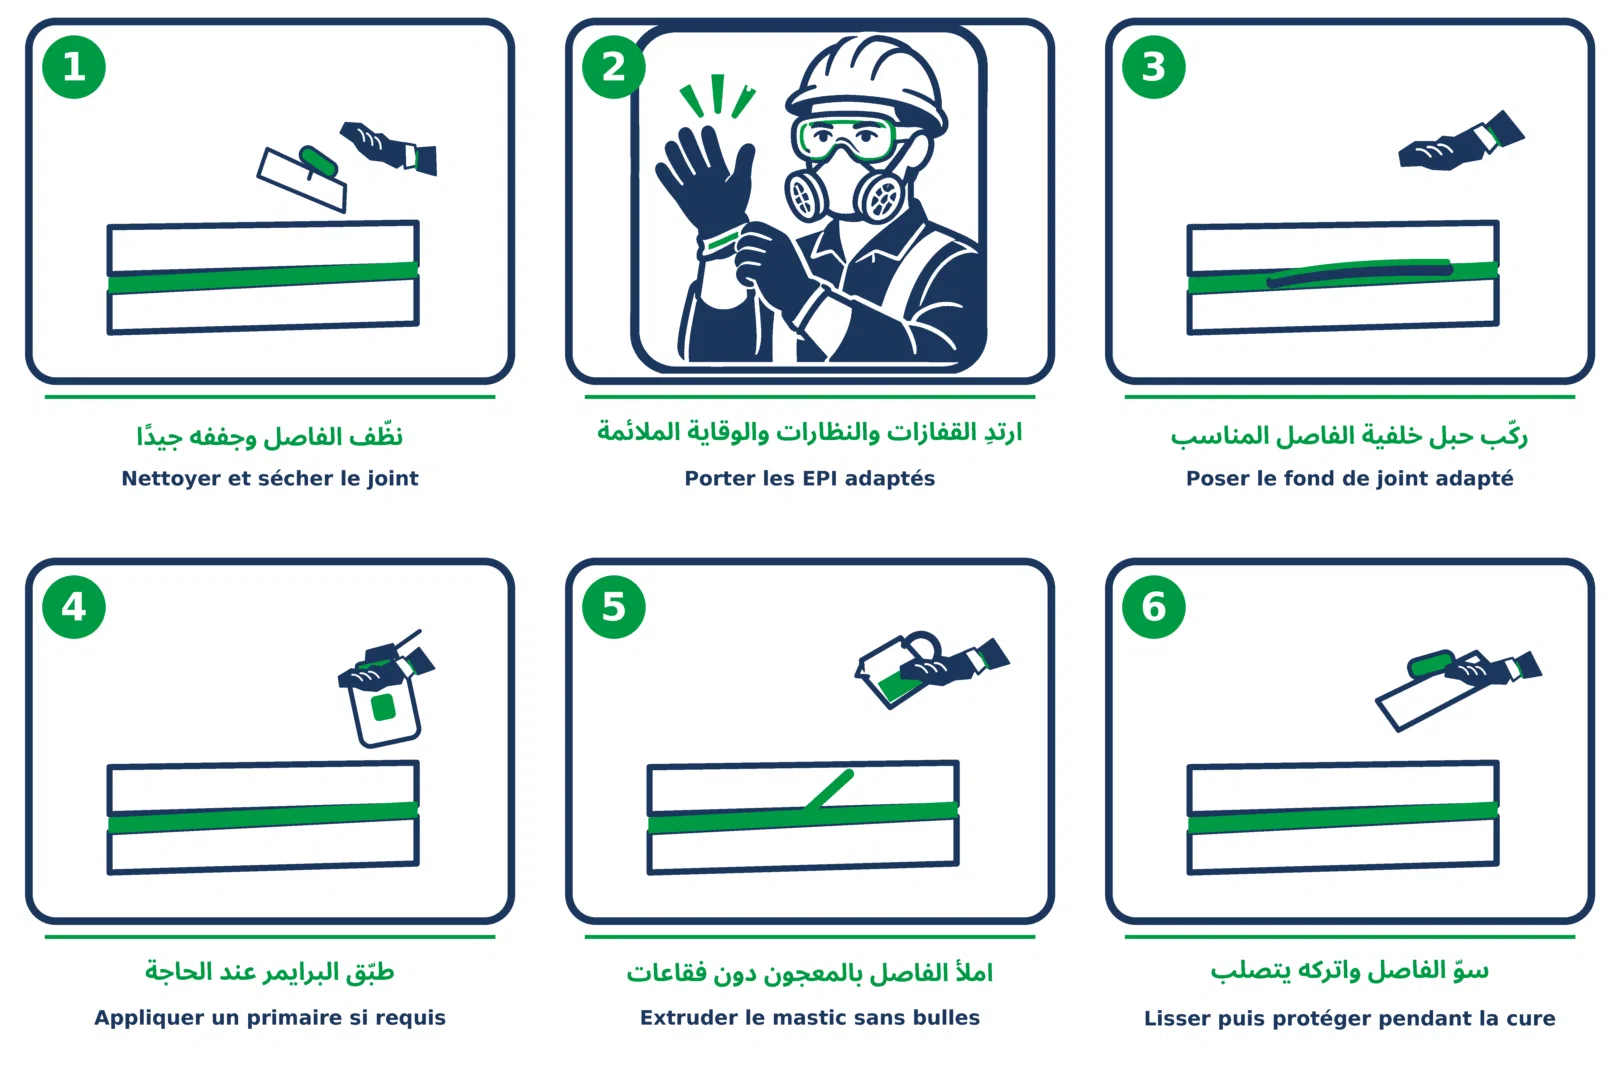 1
نظّف الفاصل وجففه جيدًا
Nettoyer et sécher le joint
2
ارتدِ القفازات والنظارات والوقاية الملائمة
Porter les EPI adaptés
3
ركّب حبل خلفية الفاصل المناسب
Poser le fond de joint adapté
4
طبّق البرايمر عند الحاجة
Appliquer un primaire si requis
5
املأ الفاصل بالمعجون دون فقاعات
Extruder le mastic sans bulles
6
سوّ الفاصل واتركه يتصلب
Lisser puis protéger pendant la cure